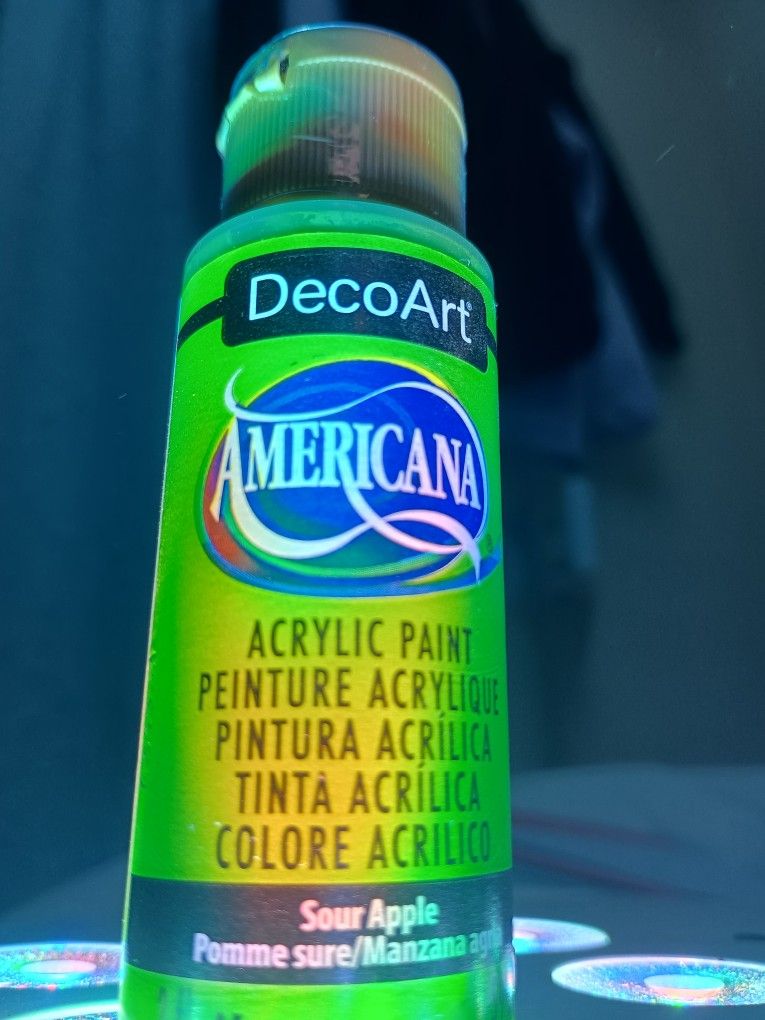 DecoArt®
AMERICANA
ACRYLIC PAINT
PEINTURE ACRYLIQUE
PINTURA ACRÍLICA
TINTA ACRÍLICA
COLORE ACRILICO
Sour Apple
Pomme sure/Manzana